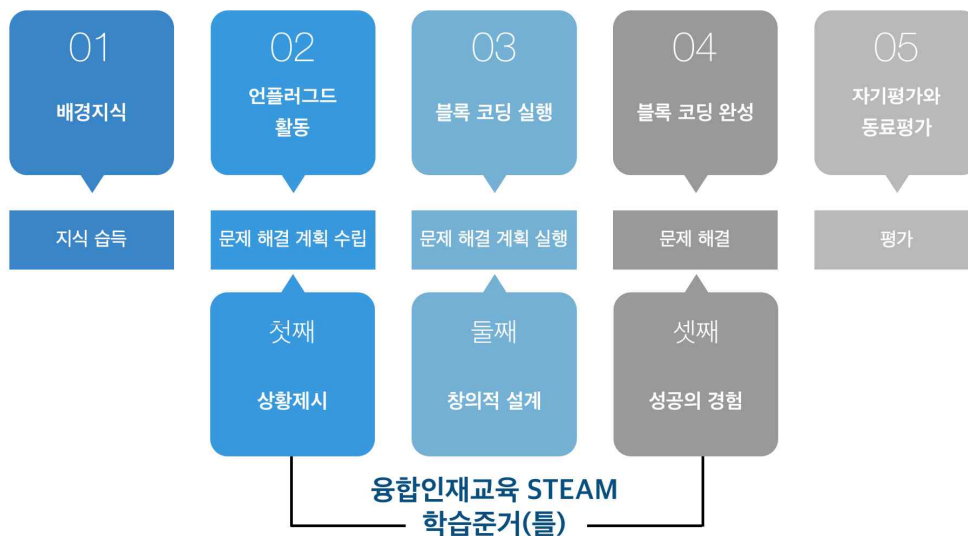 01
배경지식
02
언플러그드
활동
03
블록 코딩 실행
04
블록 코딩 완성
05
자기평가와
동료평가
지식 습득
문제 해결 계획 수립
문제 해결 계획 실행
문제 해결
평가
첫째
상황제시
둘째
창의적 설계
셋째
성공의 경험
융합인재교육 STEAM
학습준거(틀)